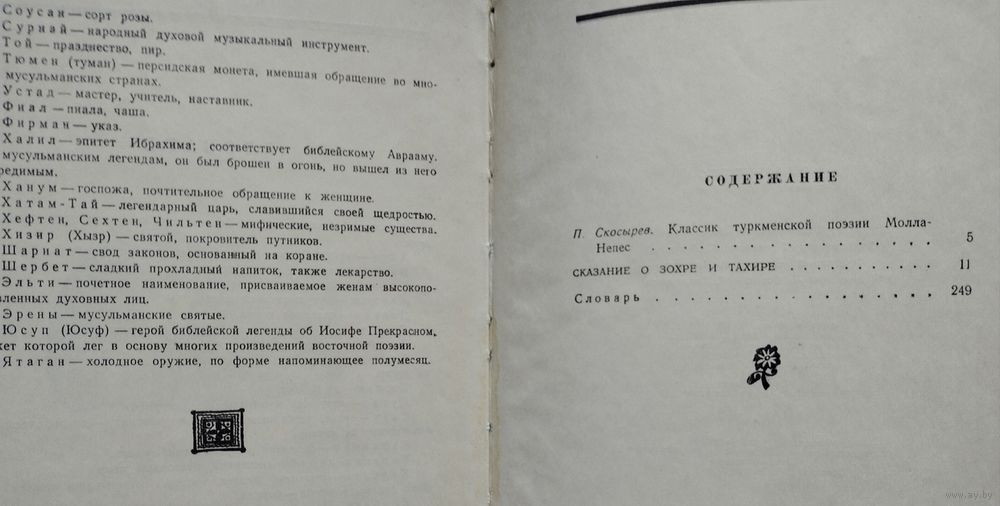 Соусан — сорт розы.
Сурнай — народный духовой музыкальный инструмент.
Той — празднество, пир.
Тюмен (туман) — персидская монета, имевшая обращение во мно-
мусульманских странах.
Устад — мастер, учитель, наставник.
Фиал — пиала, чаша.
Фирман — указ.
Халил — эпитет Ибрахима; соответствует библейскому Аврааму.
мусульманским легендам, он был брошен в огонь, но вышел из него
редимым.
Ханум — госпожа, почтительное обращение к женщине.
Хатам-Тай — легендарный царь, славившийся своей щедростью.
Хефтен, Сехтен, Чильтен — мифические, незримые существа.
Хизир (Хызр) — святой, покровитель путников.
Шариат — свод законов, основанный на коране.
Шербет — сладкий прохладный напиток, также лекарство.
Эльти — почетное наименование, присваиваемое женам высокопо-
вленных духовных лиц.
Эрены — мусульманские святые.
Юсуп (Юсуф) — герой библейской легенды об Иосифе Прекрасном,
жет которой лег в основу многих произведений восточной поэзии.
Ятаган — холодное оружие, по форме напоминающее полумесяц.
СОДЕРЖАНИЕ
П. Скосырев. Классик туркменской поэзии Молла-
Непес . . . . . . . . . . . . . . . . . 5
СКАЗАНИЕ О ЗОХРЕ И ТАХИРЕ . . . . . . . . . . 11
Словарь . . . . . . . . . . . . . . . . 249
www.ay.by